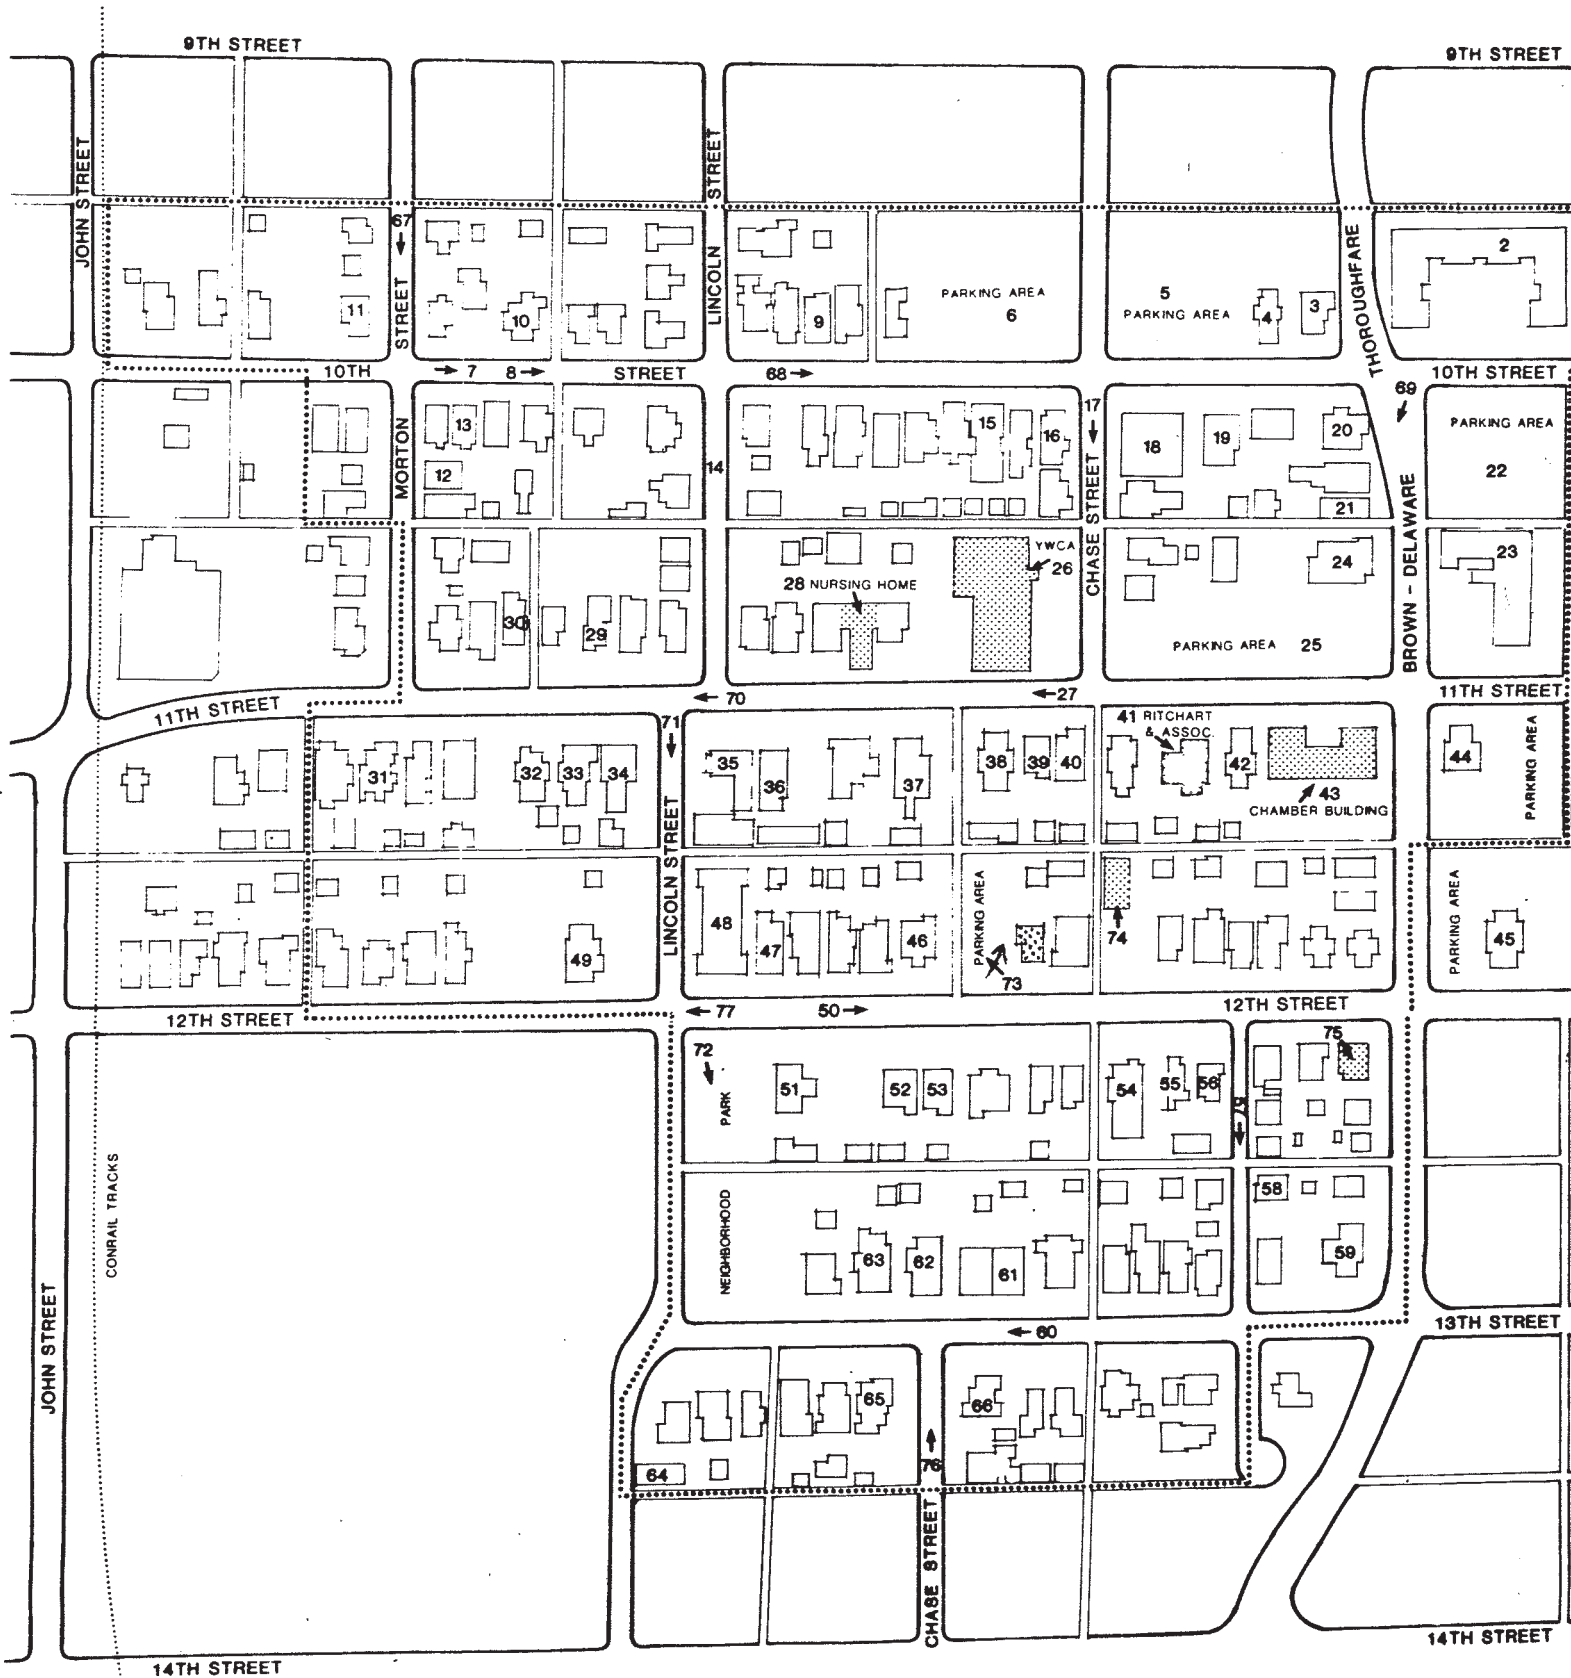 9TH STREET
9TH STREET
JOHN STREET
LINCOLN STREET
67
STREET
MORTON
THOROUGHFARE
BROWN - DELAWARE
2
11
10
9
PARKING AREA
6
5
PARKING AREA
4
3
10TH
7
8
STREET
68
10TH STREET
69
13
12
14
15
16
17
CHASE STREET
18
19
20
21
PARKING AREA
22
30
29
28 NURSING HOME
YWCA
26
24
23
PARKING AREA 25
11TH STREET
70
27
11TH STREET
71
LINCOLN STREET
31
32
33
34
35
36
37
38
39
40
41 RITCHART
& ASSOC.
42
43
CHAMBER BUILDING
44
PARKING AREA
49
48
47
46
PARKING AREA
73
74
PARKING AREA
45
12TH STREET
77
50
12TH STREET
72
PARK
NEIGHBORHOOD
51
52
53
54
55
56
57
75
CONRAIL TRACKS
58
63
62
61
59
JOHN STREET
60
13TH STREET
65
66
64
76
CHASE STREET
14TH STREET
14TH STREET